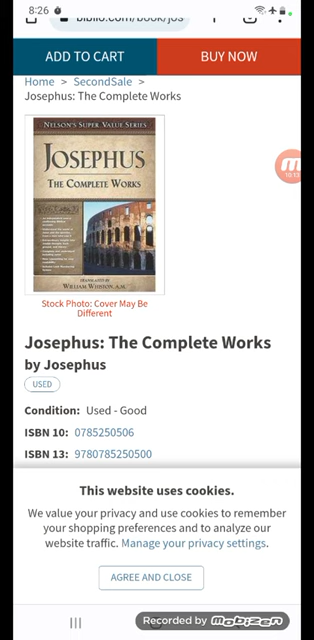 8:26
biblio.com/book/jos
ADD TO CART
BUY NOW
Home > SecondSale >
Josephus: The Complete Works
NELSON'S SUPER VALUE SERIES
JOSEPHUS
THE COMPLETE WORKS
TRANSLATED BY
WILLIAM WHISTON, A.M.
Stock Photo: Cover May Be
Different
Josephus: The Complete Works
by Josephus
USED
Condition: Used - Good
ISBN 10: 0785250506
ISBN 13: 9780785250500
This website uses cookies.
We value your privacy and use cookies to remember
your shopping preferences and to analyze our
website traffic. Manage your privacy settings.
AGREE AND CLOSE
Recorded by mobizen